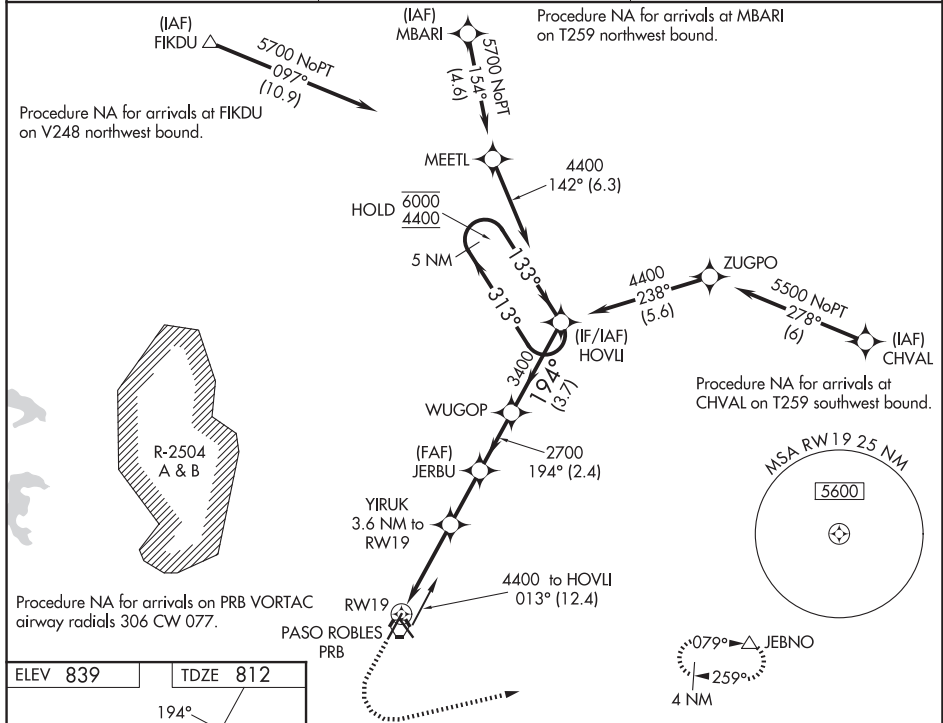 (IAF)
FIKDU
5700 NoPT
097°
(10.9)
(IAF)
MBARI
5700 NoPT
154°
(4.6)
Procedure NA for arrivals at MBARI
on T259 northwest bound.
Procedure NA for arrivals at FIKDU
on V248 northwest bound.
MEETL
4400
142° (6.3)
HOLD 6000
4400
5 NM
133°
313°
ZUGPO
4400
238°
(5.6)
5500 NoPT
278°
(6)
(IAF)
CHVAL
(IF/IAF)
HOVLI
3400
194°
(3.7)
Procedure NA for arrivals at
CHVAL on T259 southwest bound.
WUGOP
2700
194° (2.4)
(FAF)
JERBU
R-2504
A & B
MSA RW19 25 NM
5600
YIRUK
3.6 NM to
RW19
4400 to HOVLI
013° (12.4)
Procedure NA for arrivals on PRB VORTAC
airway radials 306 CW 077.
RW19
PASO ROBLES
PRB
079°
JEBNO
259°
4 NM
ELEV 839
TDZE 812
194°